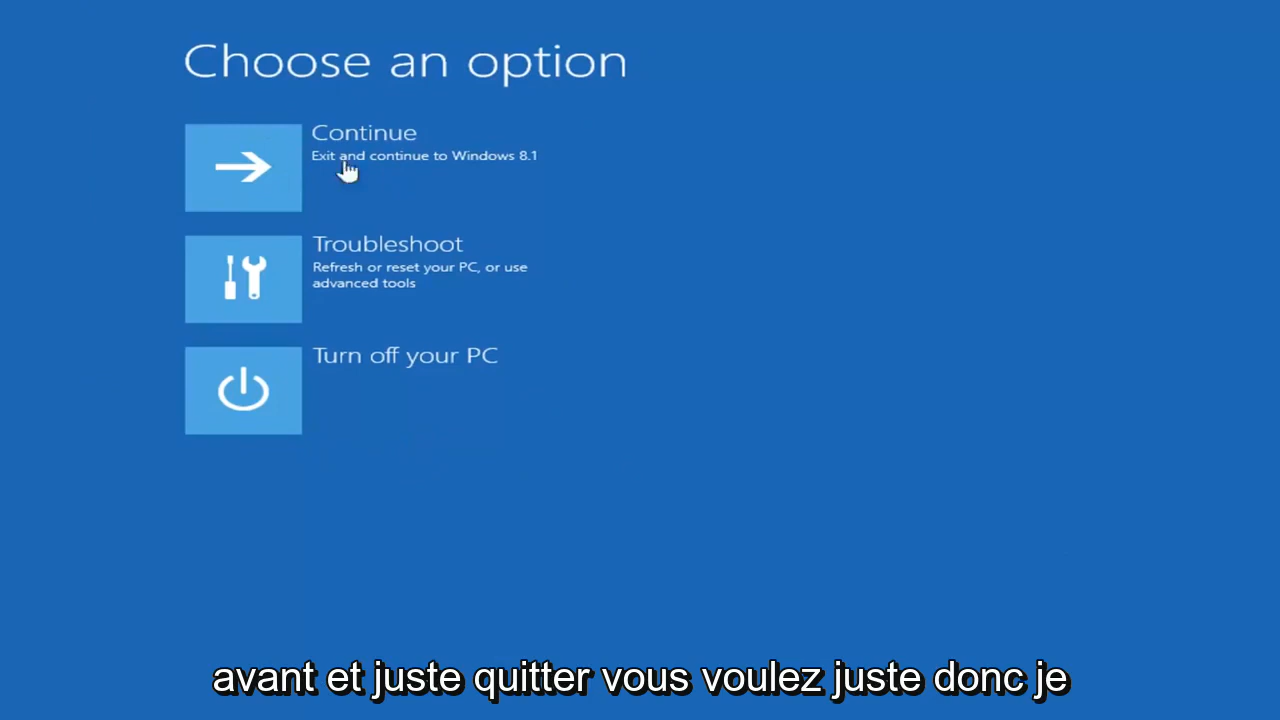 Choose an option
Continue
Exit and continue to Windows 8.1
Troubleshoot
Refresh or reset your PC, or use
advanced tools
Turn off your PC
avant et juste quitter vous voulez juste donc je